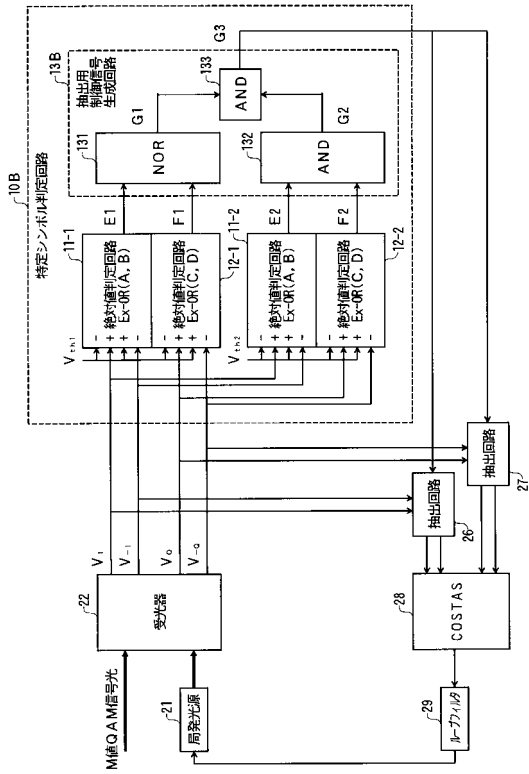 10B
特定シンボル判定回路
13B
抽出用
制御信号
生成回路
131
NOR
G1
133
AND
G3
132
AND
G2
11-1
E1
F1
12-1
11-2
E2
F2
12-2
Vth1
- 
+ 絶対値判定回路
+ Ex-OR(A, B)
-
-
+ 絶対値判定回路
+ Ex-OR(C, D)
-
Vth2
-
+ 絶対値判定回路
+ Ex-OR(A, B)
-
-
+ 絶対値判定回路
+ Ex-OR(C, D)
-
VI
V-I
VQ
V-Q
22
受光器
M値QAM信号光
21
局発光源
抽出回路
26
抽出回路
27
28
COSTAS
29
ループフィルタ